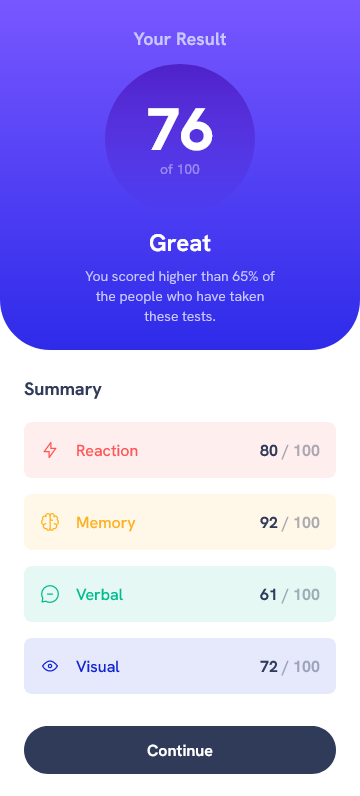 Your Result
76
of 100
Great
You scored higher than 65% of
the people who have taken
these tests.
Summary
Reaction 80 / 100
Memory 92 / 100
Verbal 61 / 100
Visual 72 / 100
Continue